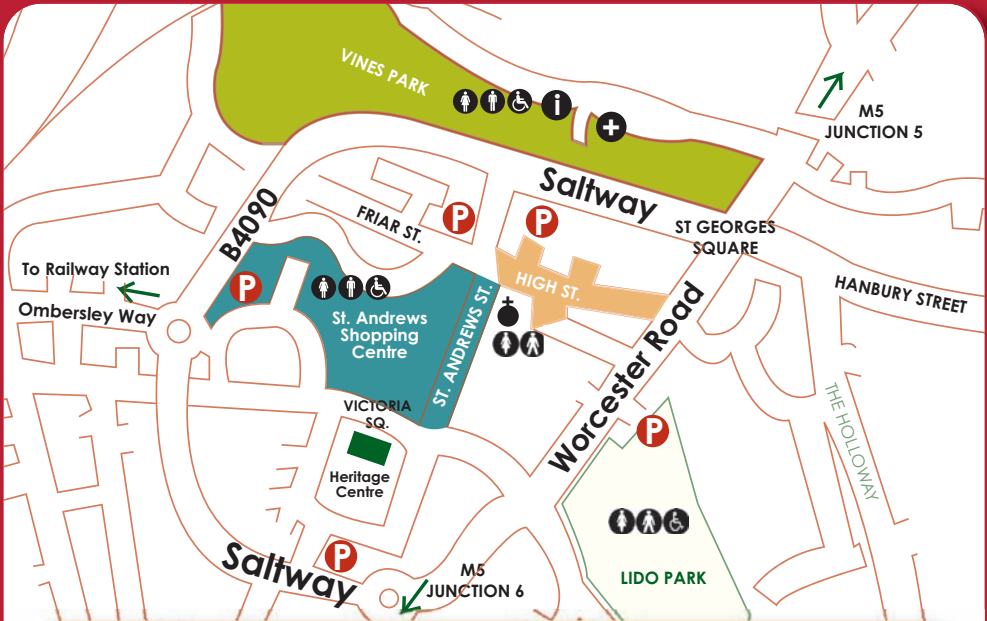 VINES PARK
i
M5
JUNCTION 5
Saltway
B4090
FRIAR ST.
P
P
ST GEORGES
SQUARE
To Railway Station
P
HIGH ST.
HANBURY STREET
Ombersley Way
St. Andrews
Shopping
Centre
ST. ANDREWS ST.
Worcester Road
THE HOLLOWAY
VICTORIA
SQ.
P
Heritage
Centre
Saltway
P
M5
JUNCTION 6
LIDO PARK